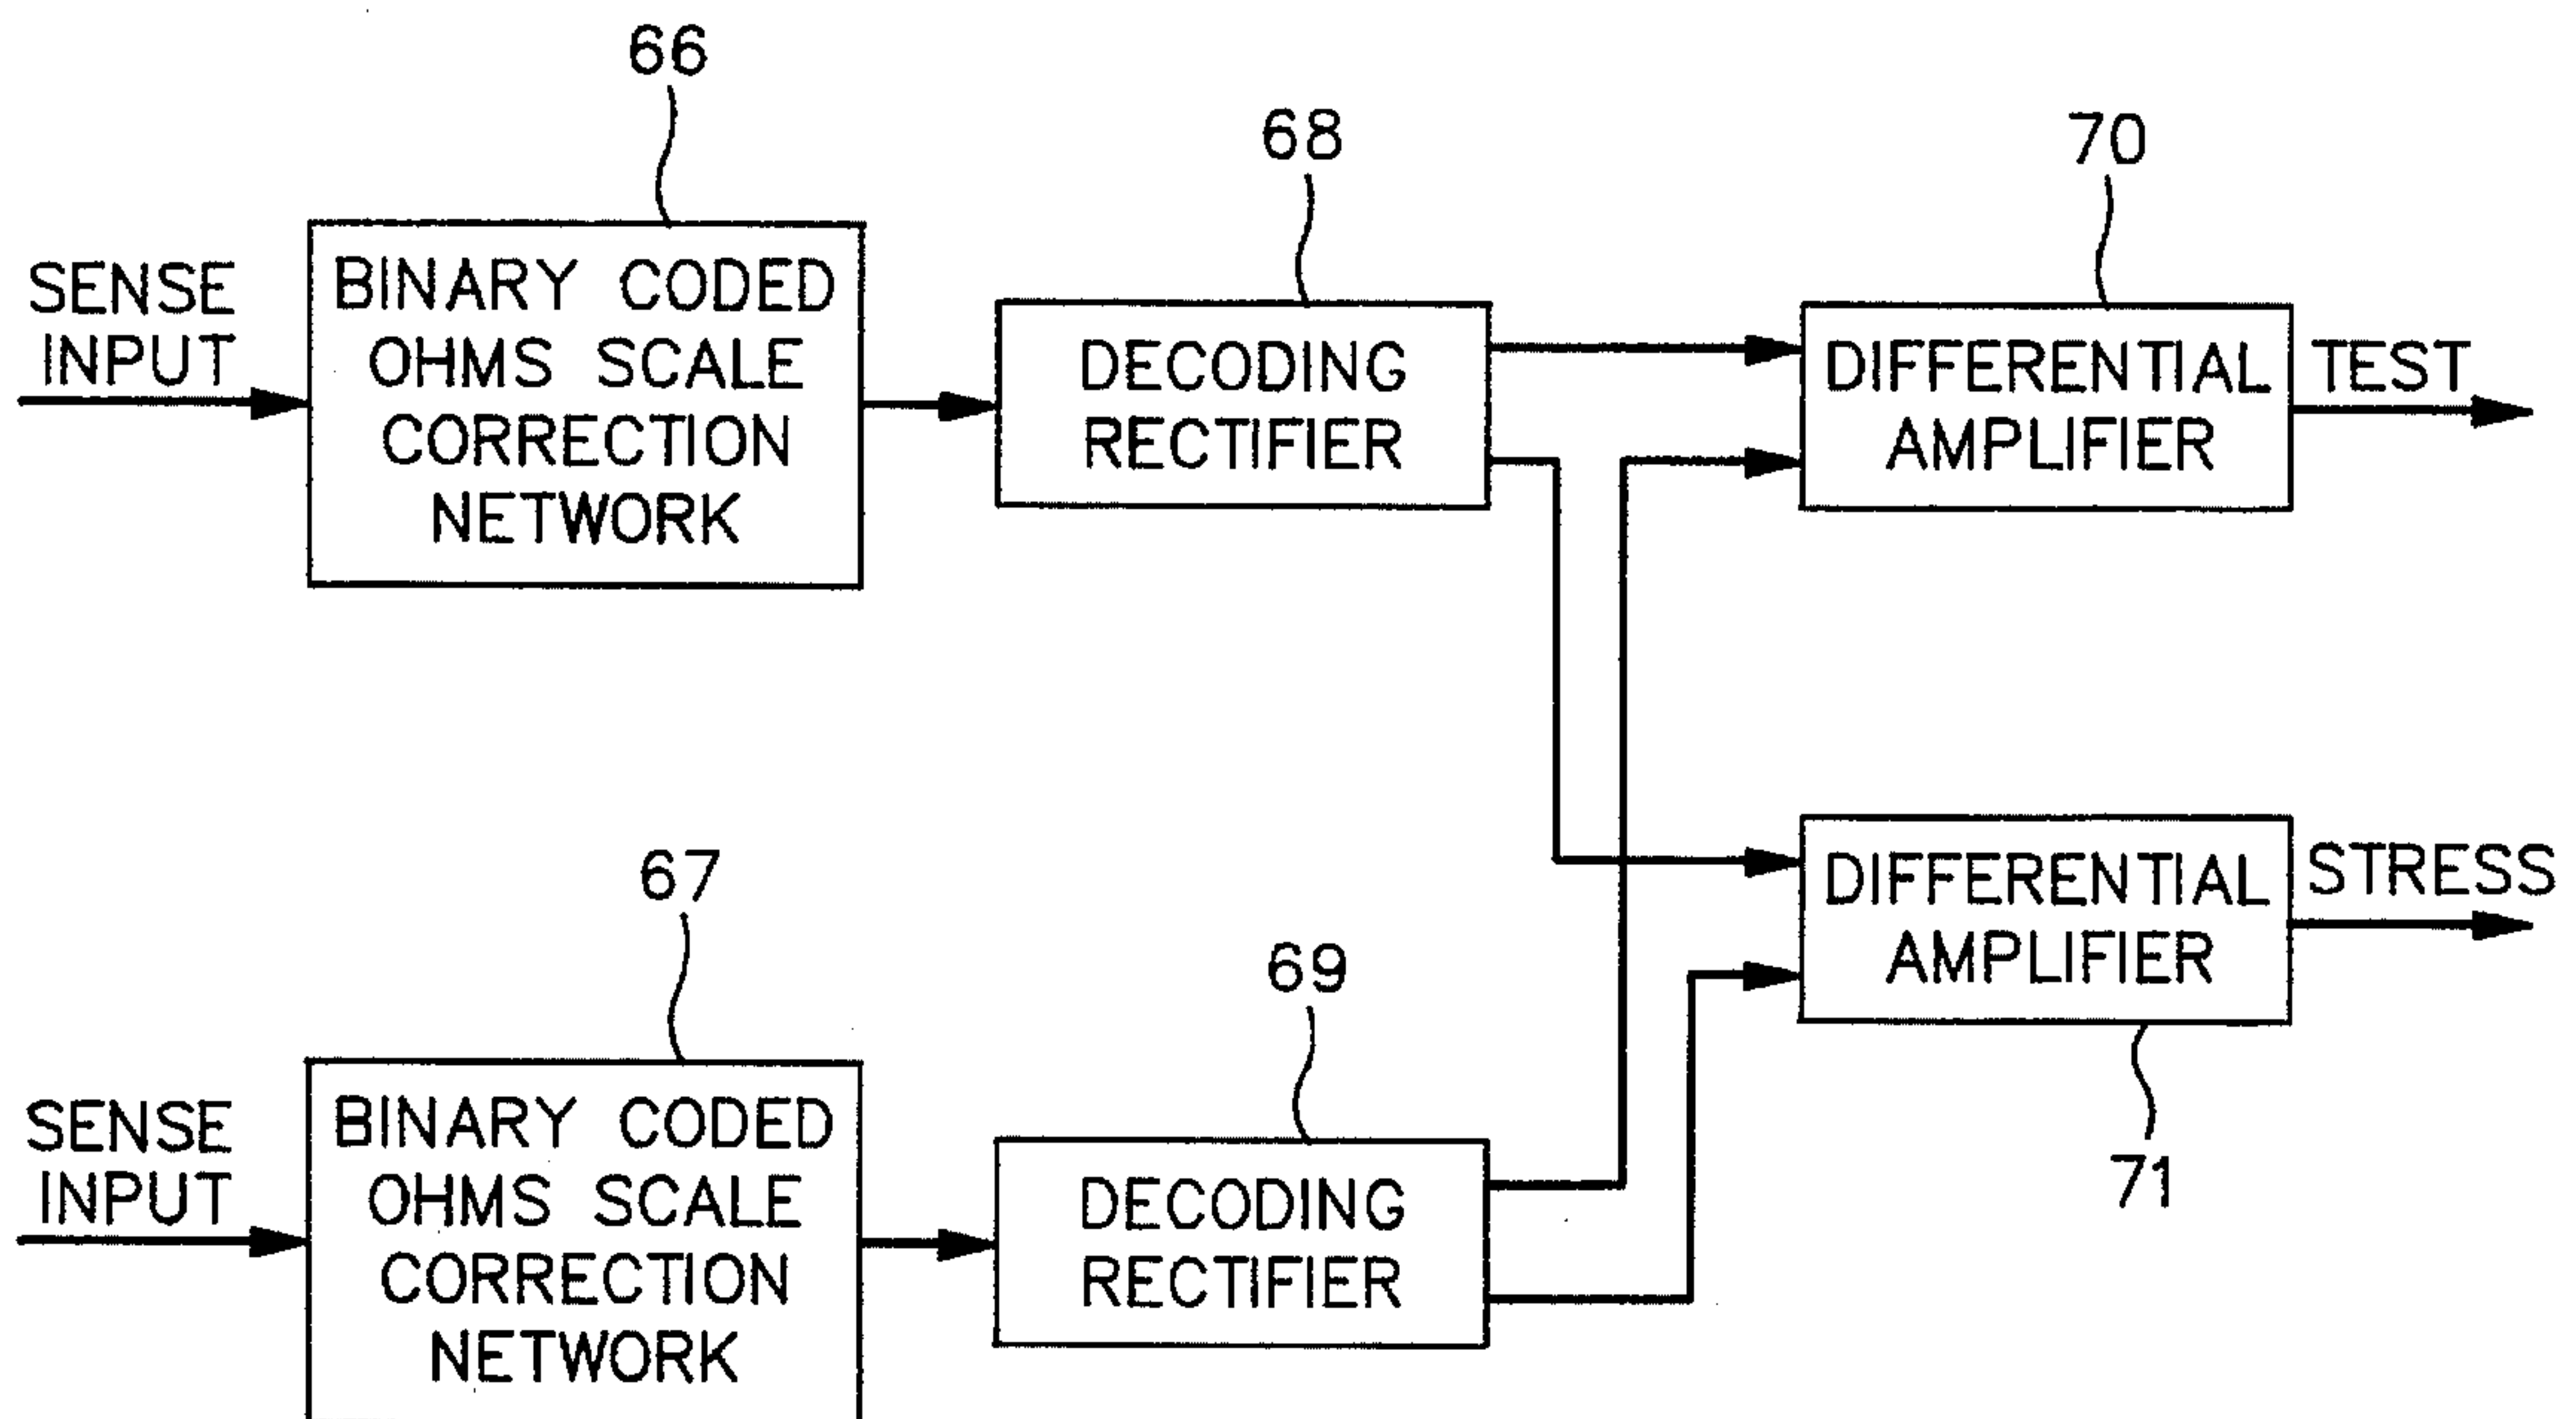 66
68
70
SENSE
INPUT
BINARY CODED
OHMS SCALE
CORRECTION
NETWORK
DECODING
RECTIFIER
DIFFERENTIAL
AMPLIFIER
TEST
67
69
DIFFERENTIAL
AMPLIFIER
STRESS
71
SENSE
INPUT
BINARY CODED
OHMS SCALE
CORRECTION
NETWORK
DECODING
RECTIFIER